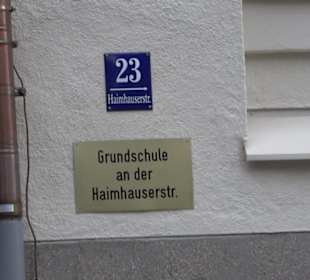 23
Haimhauserstr.
Grundschule
an der
Haimhauserstr.